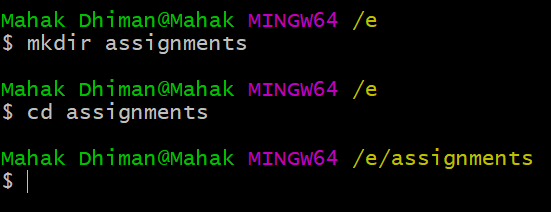 Mahak Dhiman@Mahak MINGW64 /e
$ mkdir assignments
Mahak Dhiman@Mahak MINGW64 /e
$ cd assignments
Mahak Dhiman@Mahak MINGW64 /e/assignments
$